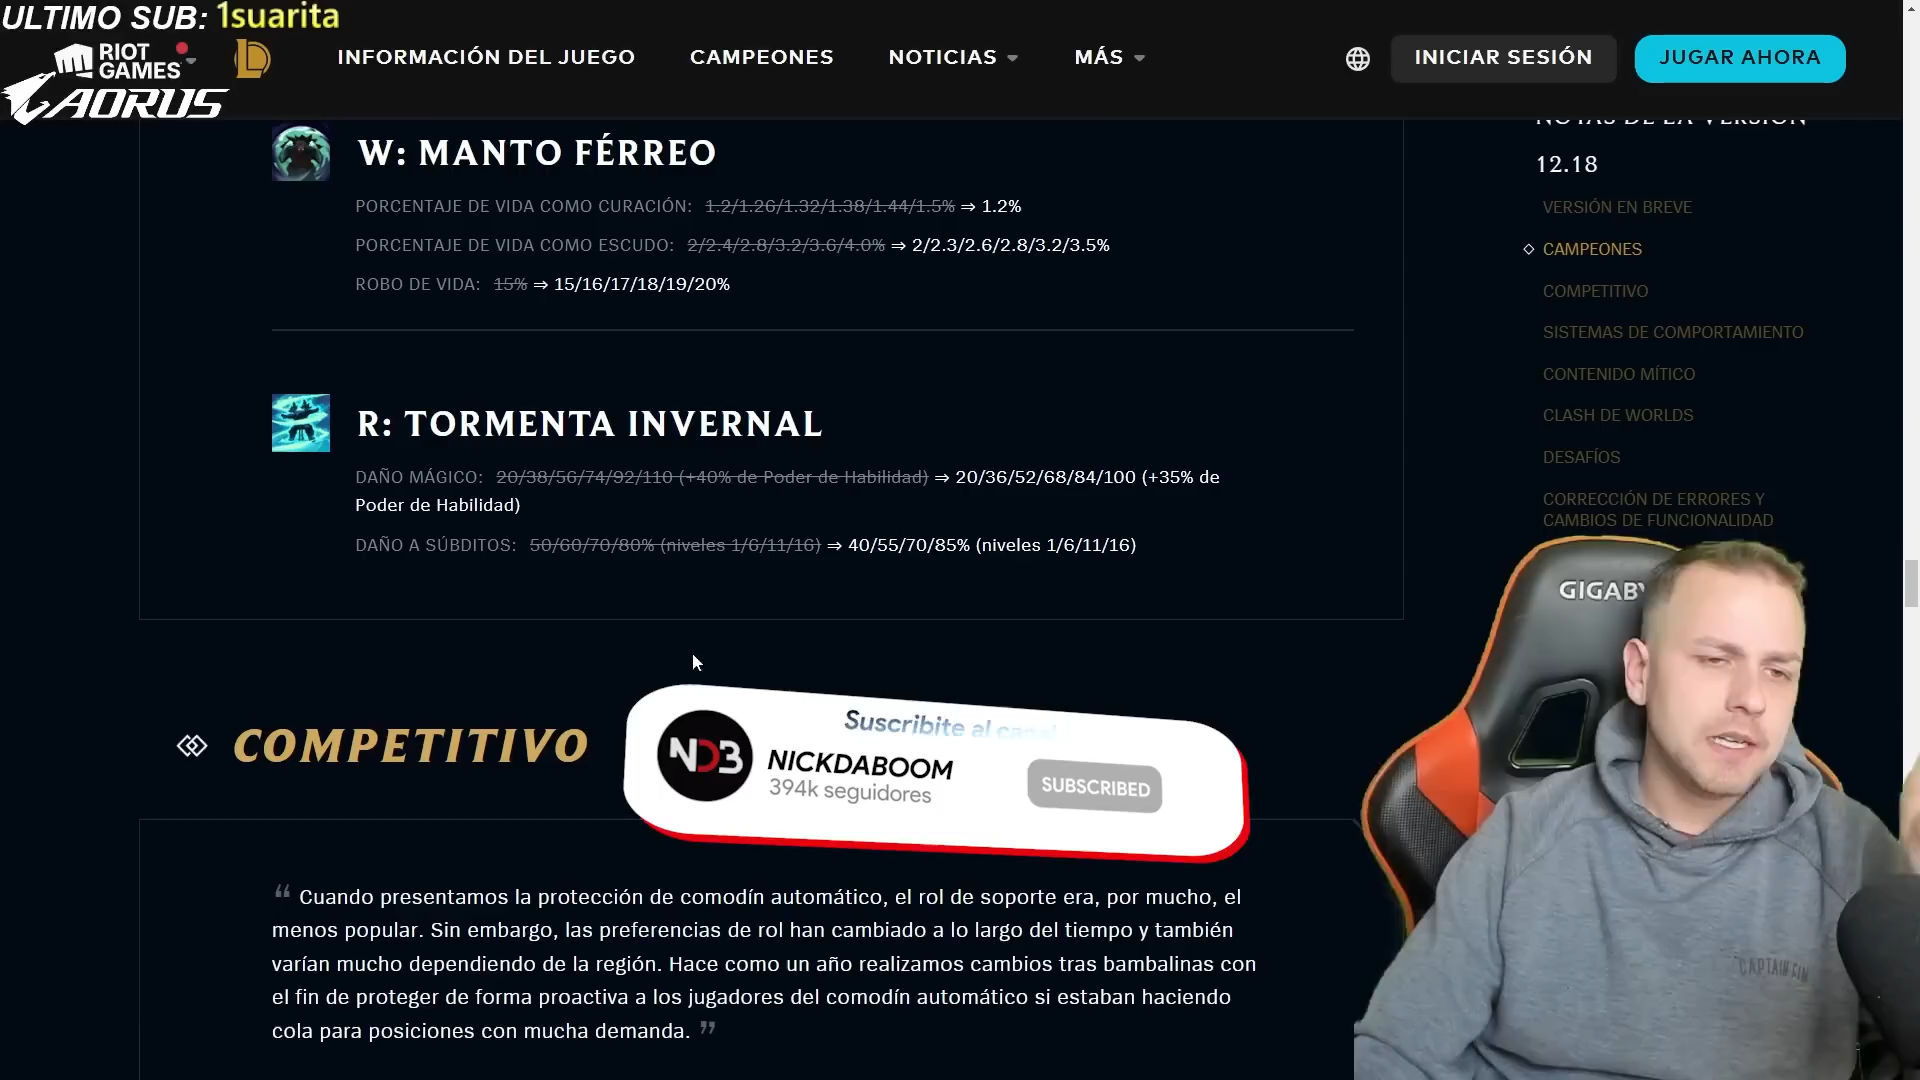 ULTIMO SUB: 1suarita
RIOT GAMES
AORUS
INFORMACIÓN DEL JUEGO
CAMPEONES
NOTICIAS
MÁS
INICIAR SESIÓN
JUGAR AHORA
W: MANTO FÉRREO
PORCENTAJE DE VIDA COMO CURACIÓN: 1.2/1.26/1.32/1.38/1.44/1.5% ⇒ 1.2%
PORCENTAJE DE VIDA COMO ESCUDO: 2/2.4/2.8/3.2/3.6/4.0% ⇒ 2/2.3/2.6/2.8/3.2/3.5%
ROBO DE VIDA: 15% ⇒ 15/16/17/18/19/20%
R: TORMENTA INVERNAL
DAÑO MÁGICO: 20/38/56/74/92/110 (+40% de Poder de Habilidad) ⇒ 20/36/52/68/84/100 (+35% de
Poder de Habilidad)
DAÑO A SÚBDITOS: 50/60/70/80% (niveles 1/6/11/16) ⇒ 40/55/70/85% (niveles 1/6/11/16)
NOTAS DE LA VERSIÓN
12.18
VERSIÓN EN BREVE
CAMPEONES
COMPETITIVO
SISTEMAS DE COMPORTAMIENTO
CONTENIDO MÍTICO
CLASH DE WORLDS
DESAFÍOS
CORRECCIÓN DE ERRORES Y
CAMBIOS DE FUNCIONALIDAD
GIGABY
COMPETITIVO
Suscribite al canal
ND3
NICKDABOOM
394k seguidores
SUBSCRIBED
“ Cuando presentamos la protección de comodín automático, el rol de soporte era, por mucho, el
menos popular. Sin embargo, las preferencias de rol han cambiado a lo largo del tiempo y también
varían mucho dependiendo de la región. Hace como un año realizamos cambios tras bambalinas con
el fin de proteger de forma proactiva a los jugadores del comodín automático si estaban haciendo
cola para posiciones con mucha demanda. ”
CAPTAIN FIN